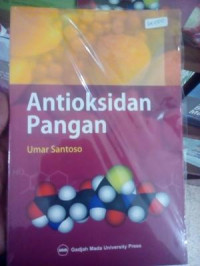 Antioksidan
Pangan
Umar Santoso
Gadjah Mada University Press